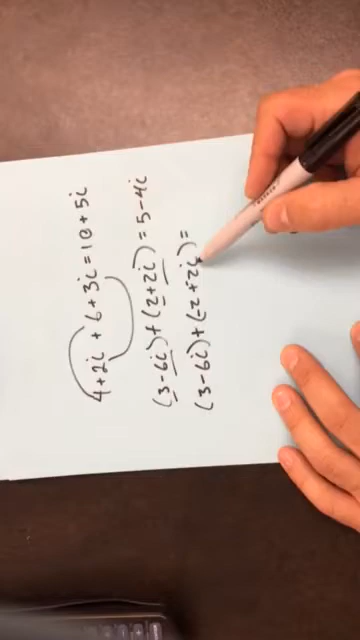 4+2i + 6+3i = 10+5i
(3-6i)+(2+2i) = 5-4i
(3-6i)+(-2+2i) =